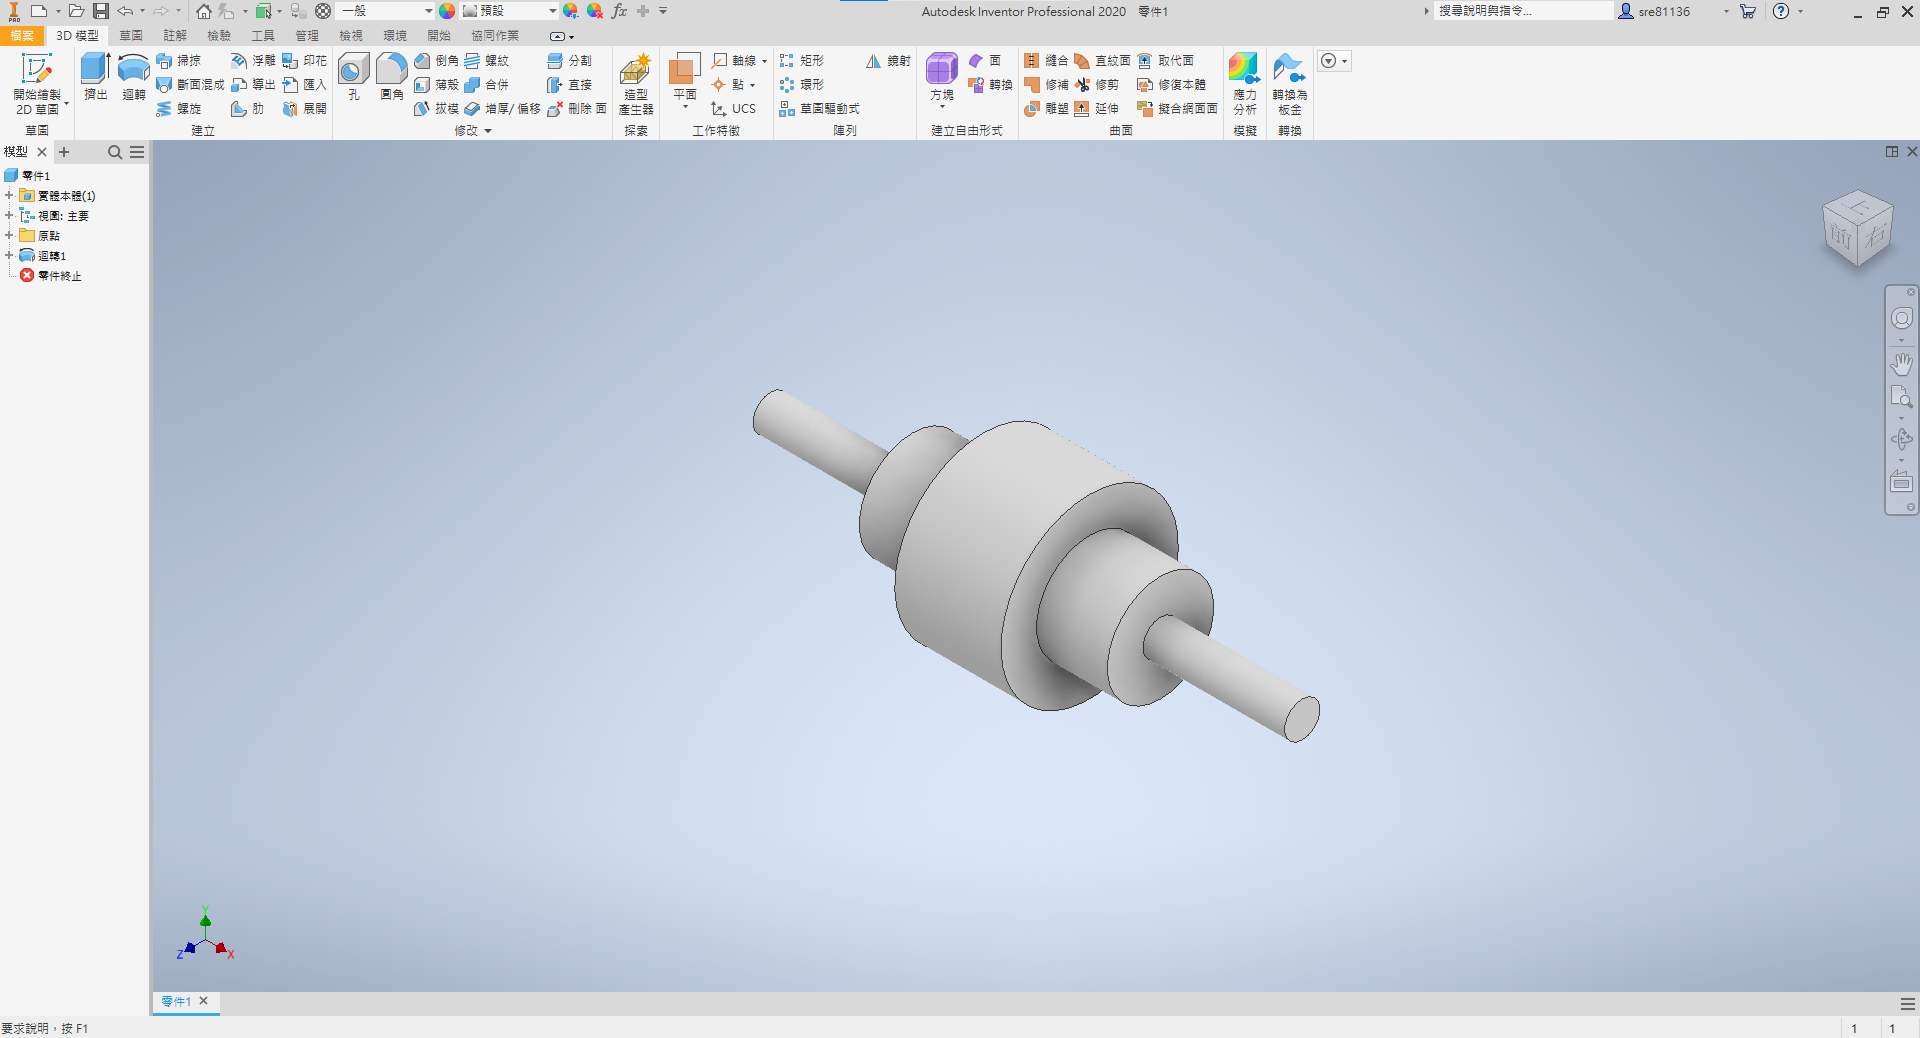 PRO 一般 預設 fx Autodesk Inventor Professional 2020 零件1 搜尋說明與指令... sre81136
檔案 3D 模型 草圖 註解 檢驗 工具 管理 檢視 環境 開始 協同作業
開始繪製
2D 草圖
擠出
迴轉
掃掠
斷面混成
螺旋
浮雕
導出
肋
印花
匯入
展開
孔
圓角
倒角
薄殼
拔模
螺紋
合併
增厚/ 偏移
分割
直接
刪除 面
造型
產生器
平面
軸線
點
UCS
矩形
環形
草圖驅動式
鏡射
方塊
面
轉換
縫合
修補
雕塑
直紋面
修剪
延伸
取代面
修復本體
擬合網面面
應力
分析
轉換為
板金
草圖 建立 修改 探索 工作特徵 陣列 建立自由形式 曲面 模擬 轉換
模型
零件1
實體本體(1)
視圖: 主要
原點
迴轉1
零件終止
上
前
右
Y
Z
X
零件1
要求說明，按 F1
1 1